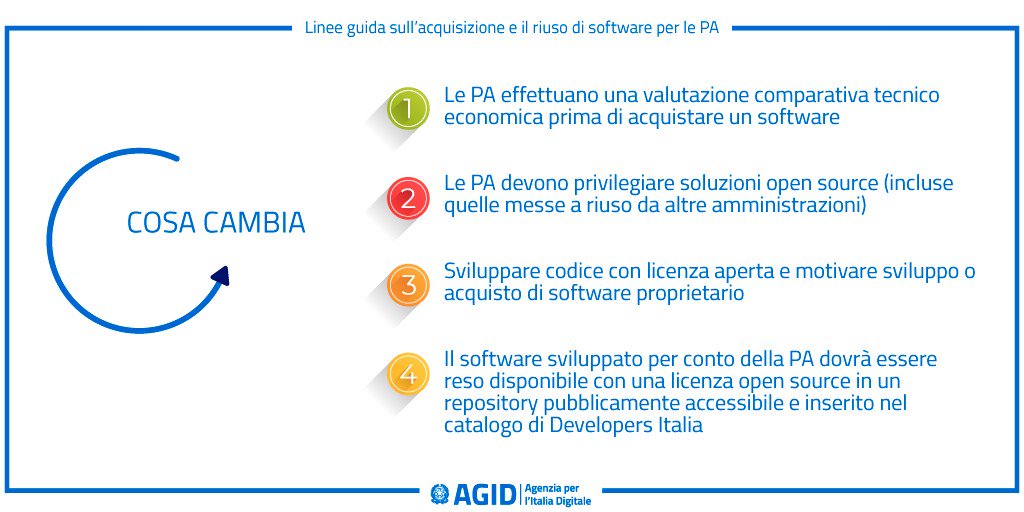 Linee guida sull'acquisizione e il riuso di software per le PA
COSA CAMBIA
1
Le PA effettuano una valutazione comparativa tecnico
economica prima di acquistare un software
2
Le PA devono privilegiare soluzioni open source (incluse
quelle messe a riuso da altre amministrazioni)
3
Sviluppare codice con licenza aperta e motivare sviluppo o
acquisto di software proprietario
4
Il software sviluppato per conto della PA dovrà essere
reso disponibile con una licenza open source in un
repository pubblicamente accessibile e inserito nel
catalogo di Developers Italia
AGID
Agenzia per
l'Italia Digitale